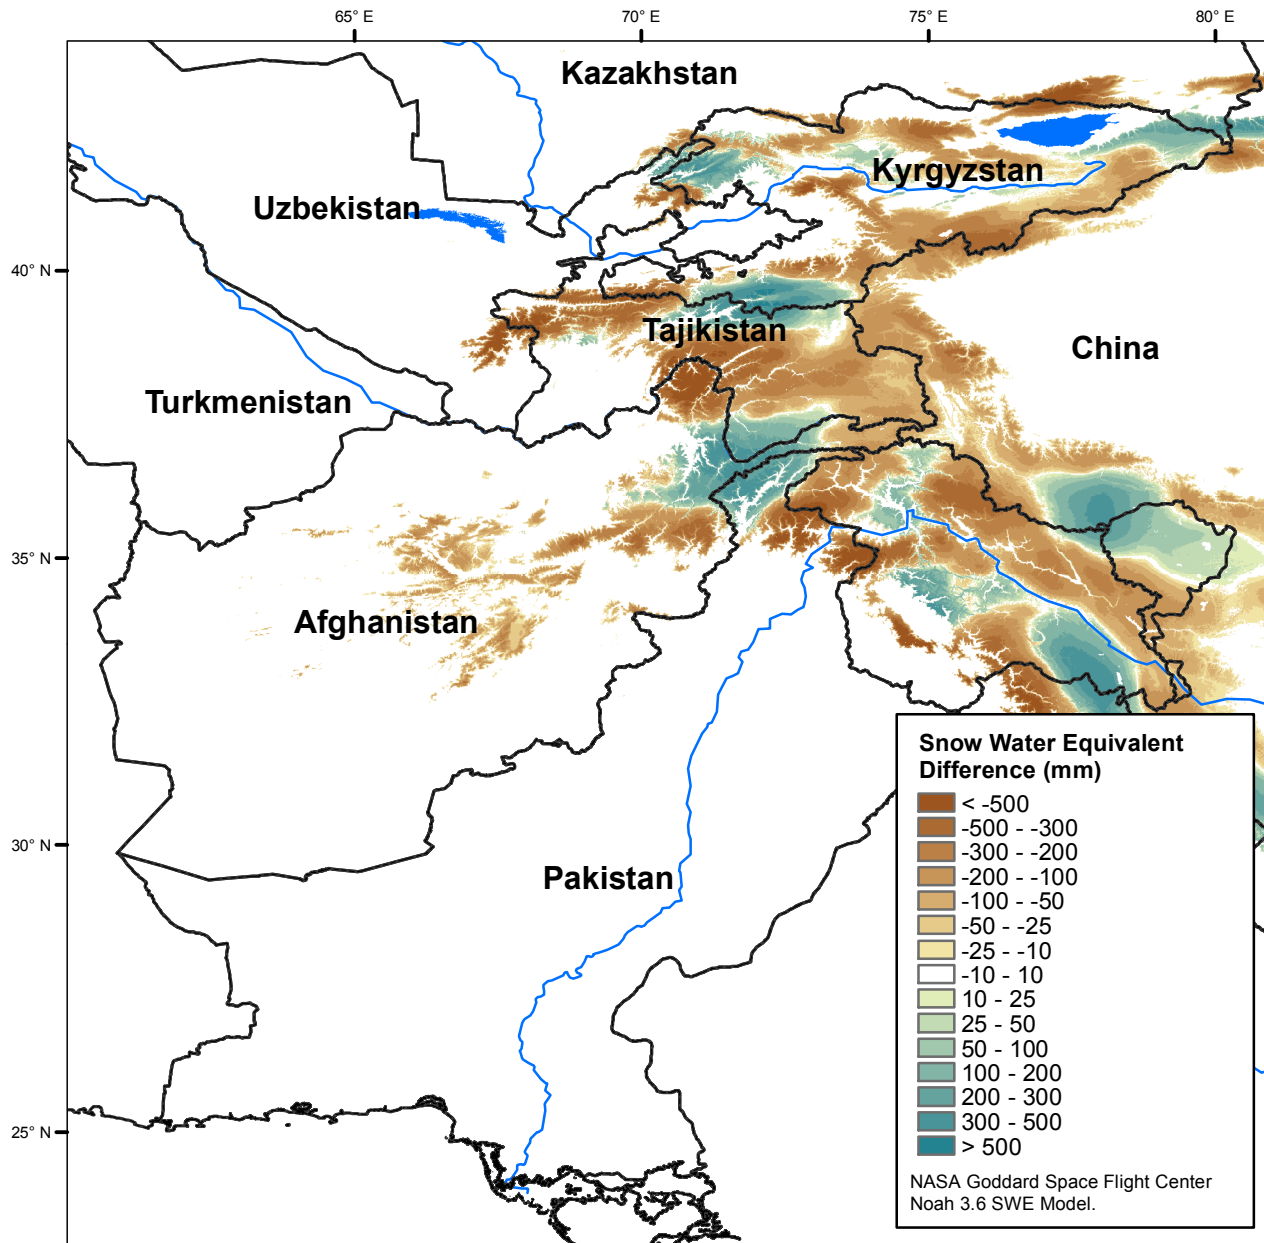 65° E
70° E
75° E
80° E
Kazakhstan
Kyrgyzstan
Uzbekistan
40° N
Tajikistan
China
Turkmenistan
35° N
Afghanistan
Snow Water Equivalent
Difference (mm)
< -500
-500 - -300
-300 - -200
-200 - -100
-100 - -50
-50 - -25
-25 - -10
-10 - 10
10 - 25
25 - 50
50 - 100
100 - 200
200 - 300
300 - 500
> 500
30° N
Pakistan
25° N
NASA Goddard Space Flight Center
Noah 3.6 SWE Model.